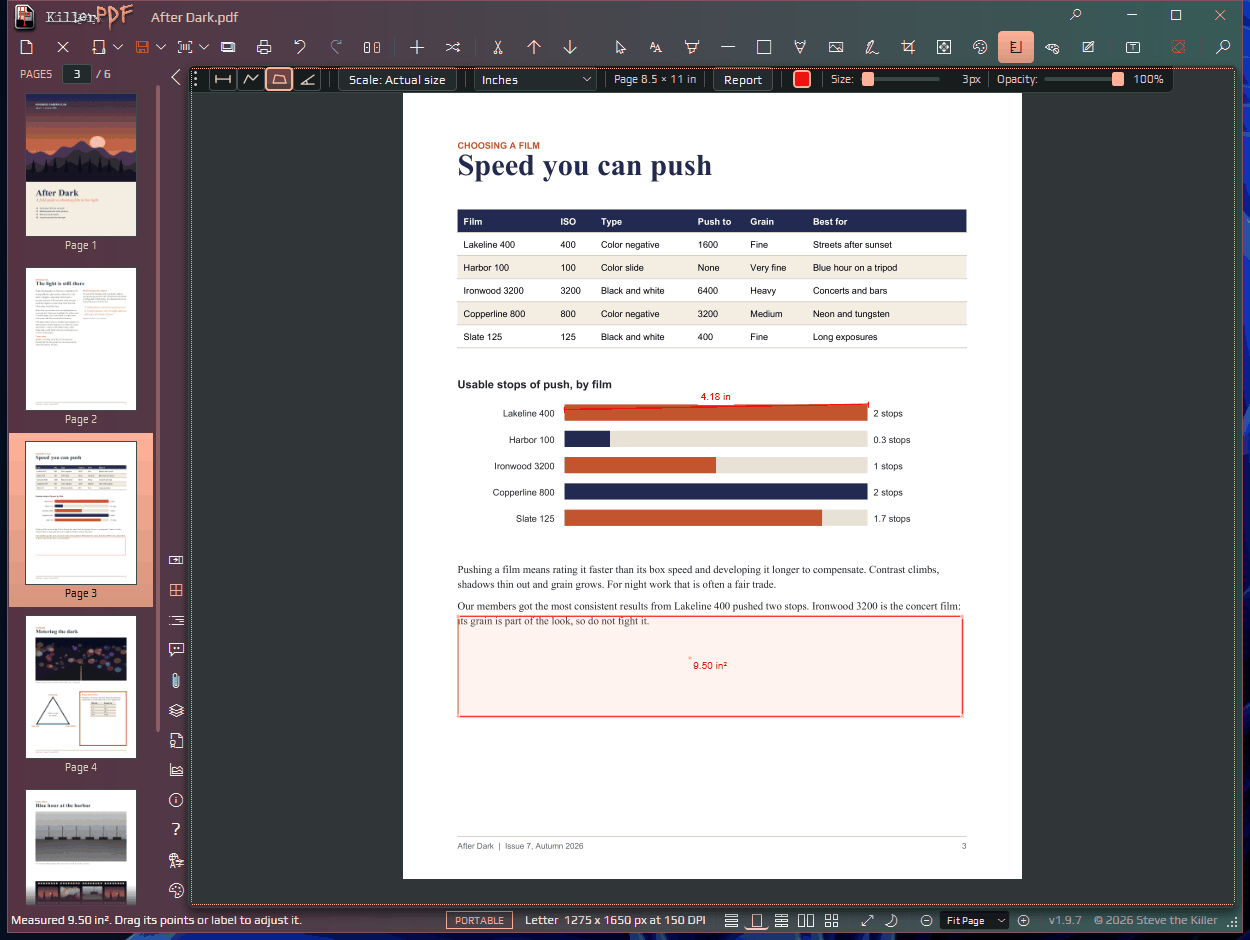 KillerPDF After Dark.pdf
PAGES 3 / 6
Scale: Actual size Inches Page 8.5 × 11 in Report Size: 3px Opacity: 100%
After Dark
Page 1
The light is still there
Page 2
Speed you can push
Page 3
Metering the dark
Page 4
Blue hour at the harbor
CHOOSING A FILM
Speed you can push
Film ISO Type Push to Grain Best for
Lakeline 400 400 Color negative 1600 Fine Streets after sunset
Harbor 100 100 Color slide None Very fine Blue hour on a tripod
Ironwood 3200 3200 Black and white 6400 Heavy Concerts and bars
Copperline 800 800 Color negative 3200 Medium Neon and tungsten
Slate 125 125 Black and white 400 Fine Long exposures
Usable stops of push, by film
4.18 in
Lakeline 400 2 stops
Harbor 100 0.3 stops
Ironwood 3200 1 stops
Copperline 800 2 stops
Slate 125 1.7 stops
Pushing a film means rating it faster than its box speed and developing it longer to compensate. Contrast climbs,
shadows thin out and grain grows. For night work that is often a fair trade.
Our members got the most consistent results from Lakeline 400 pushed two stops. Ironwood 3200 is the concert film:
its grain is part of the look, so do not fight it.
9.50 in²
After Dark | Issue 7, Autumn 2026 3
Measured 9.50 in². Drag its points or label to adjust it. PORTABLE Letter 1275 x 1650 px at 150 DPI Fit Page v1.9.7 © 2026 Steve the Killer